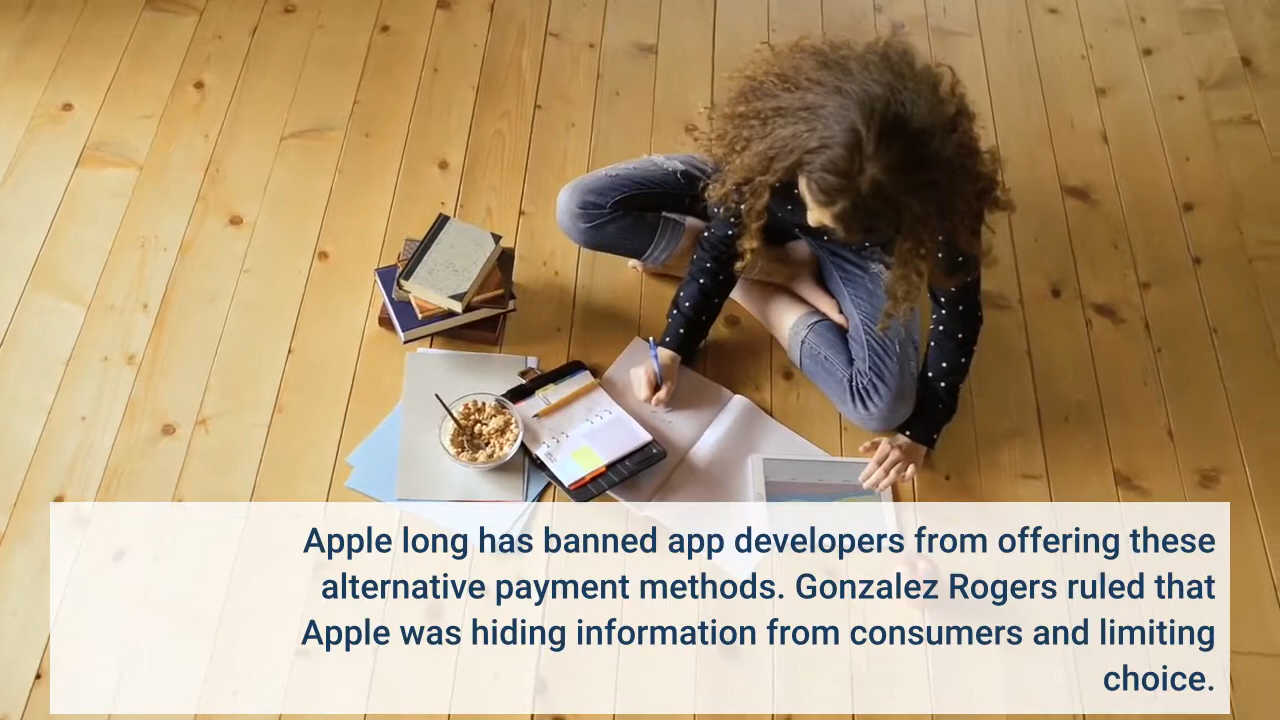 Apple long has banned app developers from offering these
alternative payment methods. Gonzalez Rogers ruled that
Apple was hiding information from consumers and limiting
choice.